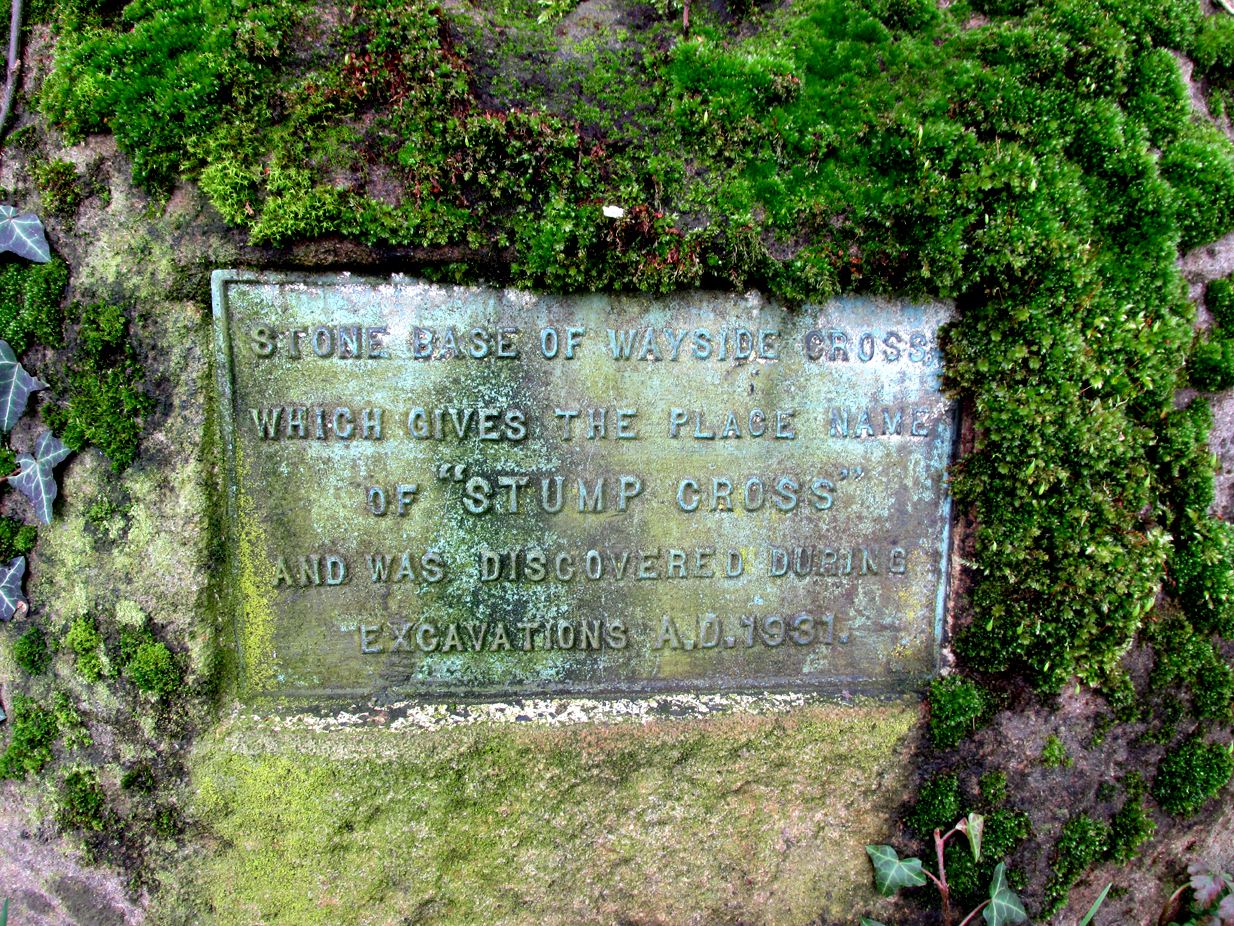 STONE BASE OF WAYSIDE CROSS
WHICH GIVES THE PLACE NAME
OF "STUMP CROSS"
AND WAS DISCOVERED DURING
EXCAVATIONS A.D. 1931.